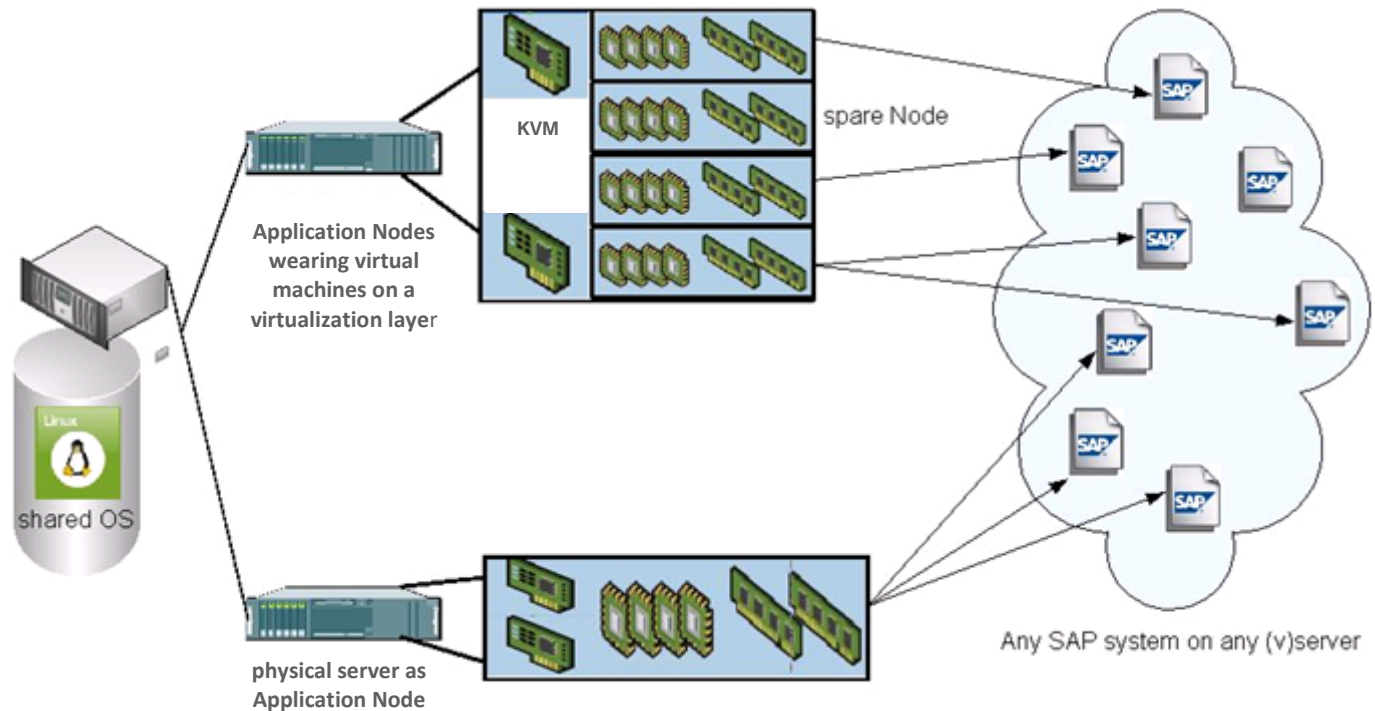 KVM
spare Node
SAP
SAP
SAP
SAP
SAP
SAP
SAP
SAP
Application Nodes
wearing virtual
machines on a
virtualization layer
Linux
shared OS
Any SAP system on any (v)server
physical server as
Application Node